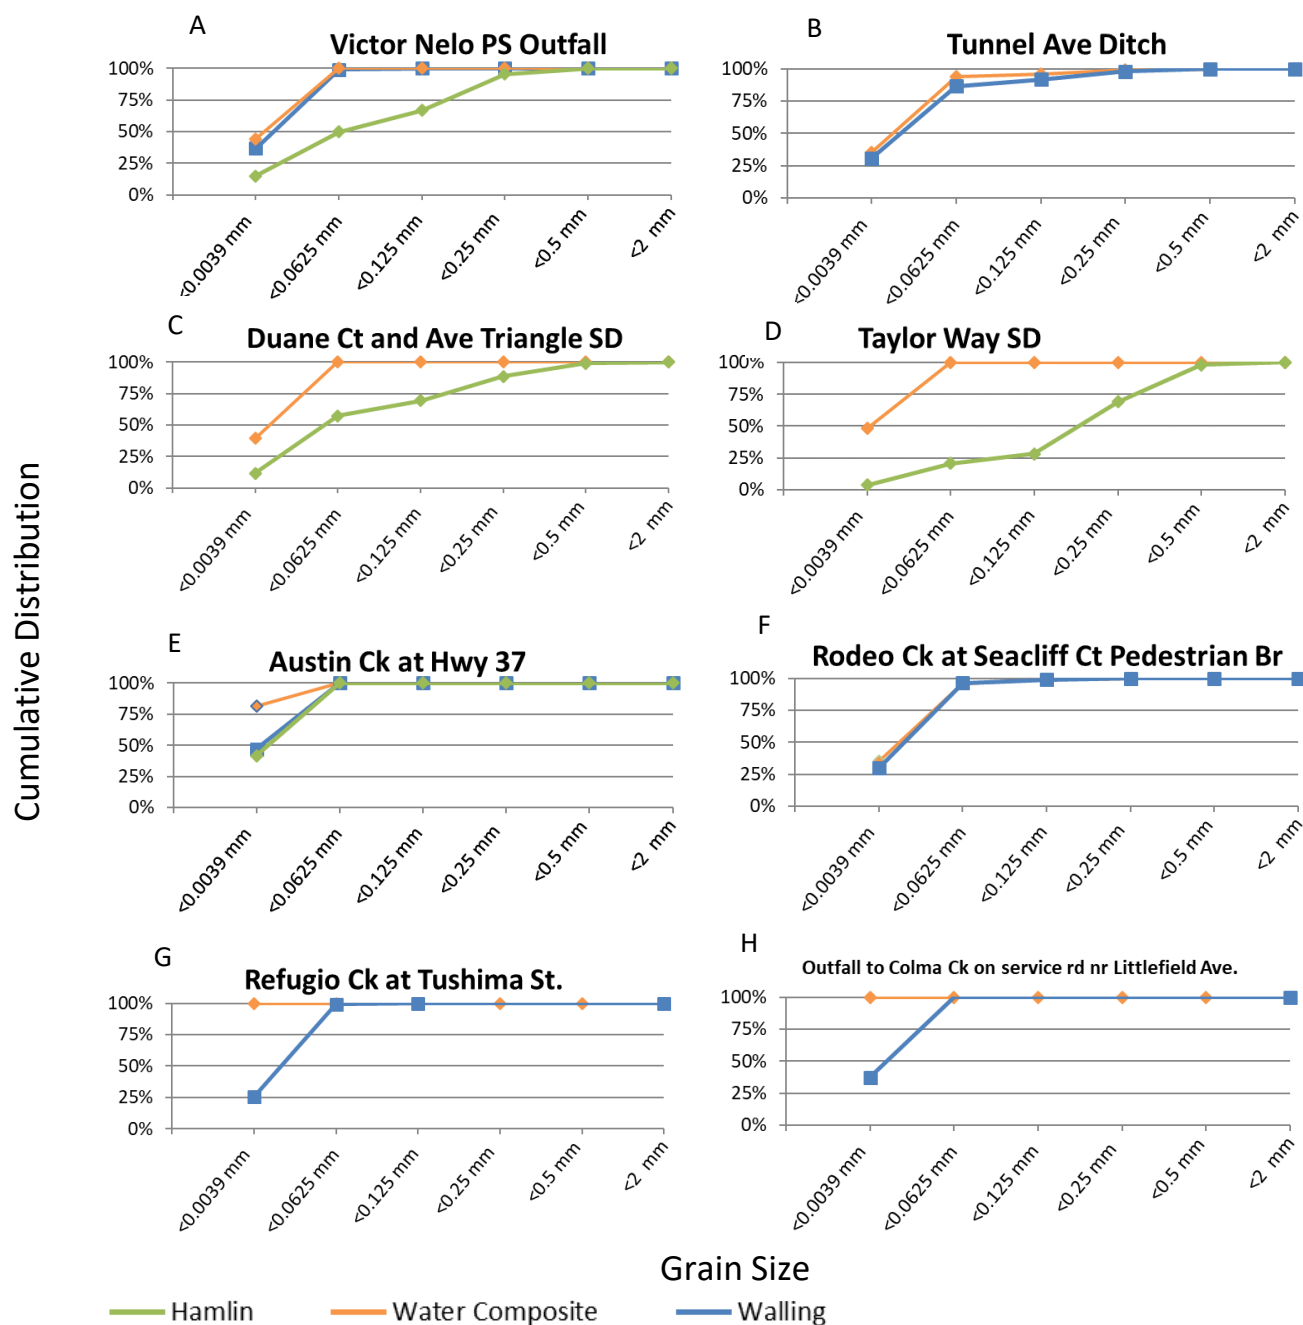 A
Victor Nelo PS Outfall
100%
75%
50%
25%
0%
<0.0039 mm
<0.0625 mm
<0.125 mm
<0.25 mm
<0.5 mm
<2 mm
B
Tunnel Ave Ditch
100%
75%
50%
25%
0%
<0.0039 mm
<0.0625 mm
<0.125 mm
<0.25 mm
<0.5 mm
<2 mm
C
Duane Ct and Ave Triangle SD
100%
75%
50%
25%
0%
<0.0039 mm
<0.0625 mm
<0.125 mm
<0.25 mm
<0.5 mm
<2 mm
D
Taylor Way SD
100%
75%
50%
25%
0%
<0.0039 mm
<0.0625 mm
<0.125 mm
<0.25 mm
<0.5 mm
<2 mm
Cumulative Distribution
E
Austin Ck at Hwy 37
100%
75%
50%
25%
0%
<0.0039 mm
<0.0625 mm
<0.125 mm
<0.25 mm
<0.5 mm
<2 mm
F
Rodeo Ck at Seacliff Ct Pedestrian Br
100%
75%
50%
25%
0%
<0.0039 mm
<0.0625 mm
<0.125 mm
<0.25 mm
<0.5 mm
<2 mm
G
Refugio Ck at Tushima St.
100%
75%
50%
25%
0%
<0.0039 mm
<0.0625 mm
<0.125 mm
<0.25 mm
<0.5 mm
<2 mm
H
Outfall to Colma Ck on service rd nr Littlefield Ave.
100%
75%
50%
25%
0%
<0.0039 mm
<0.0625 mm
<0.125 mm
<0.25 mm
<0.5 mm
<2 mm
Grain Size
Hamlin
Water Composite
Walling